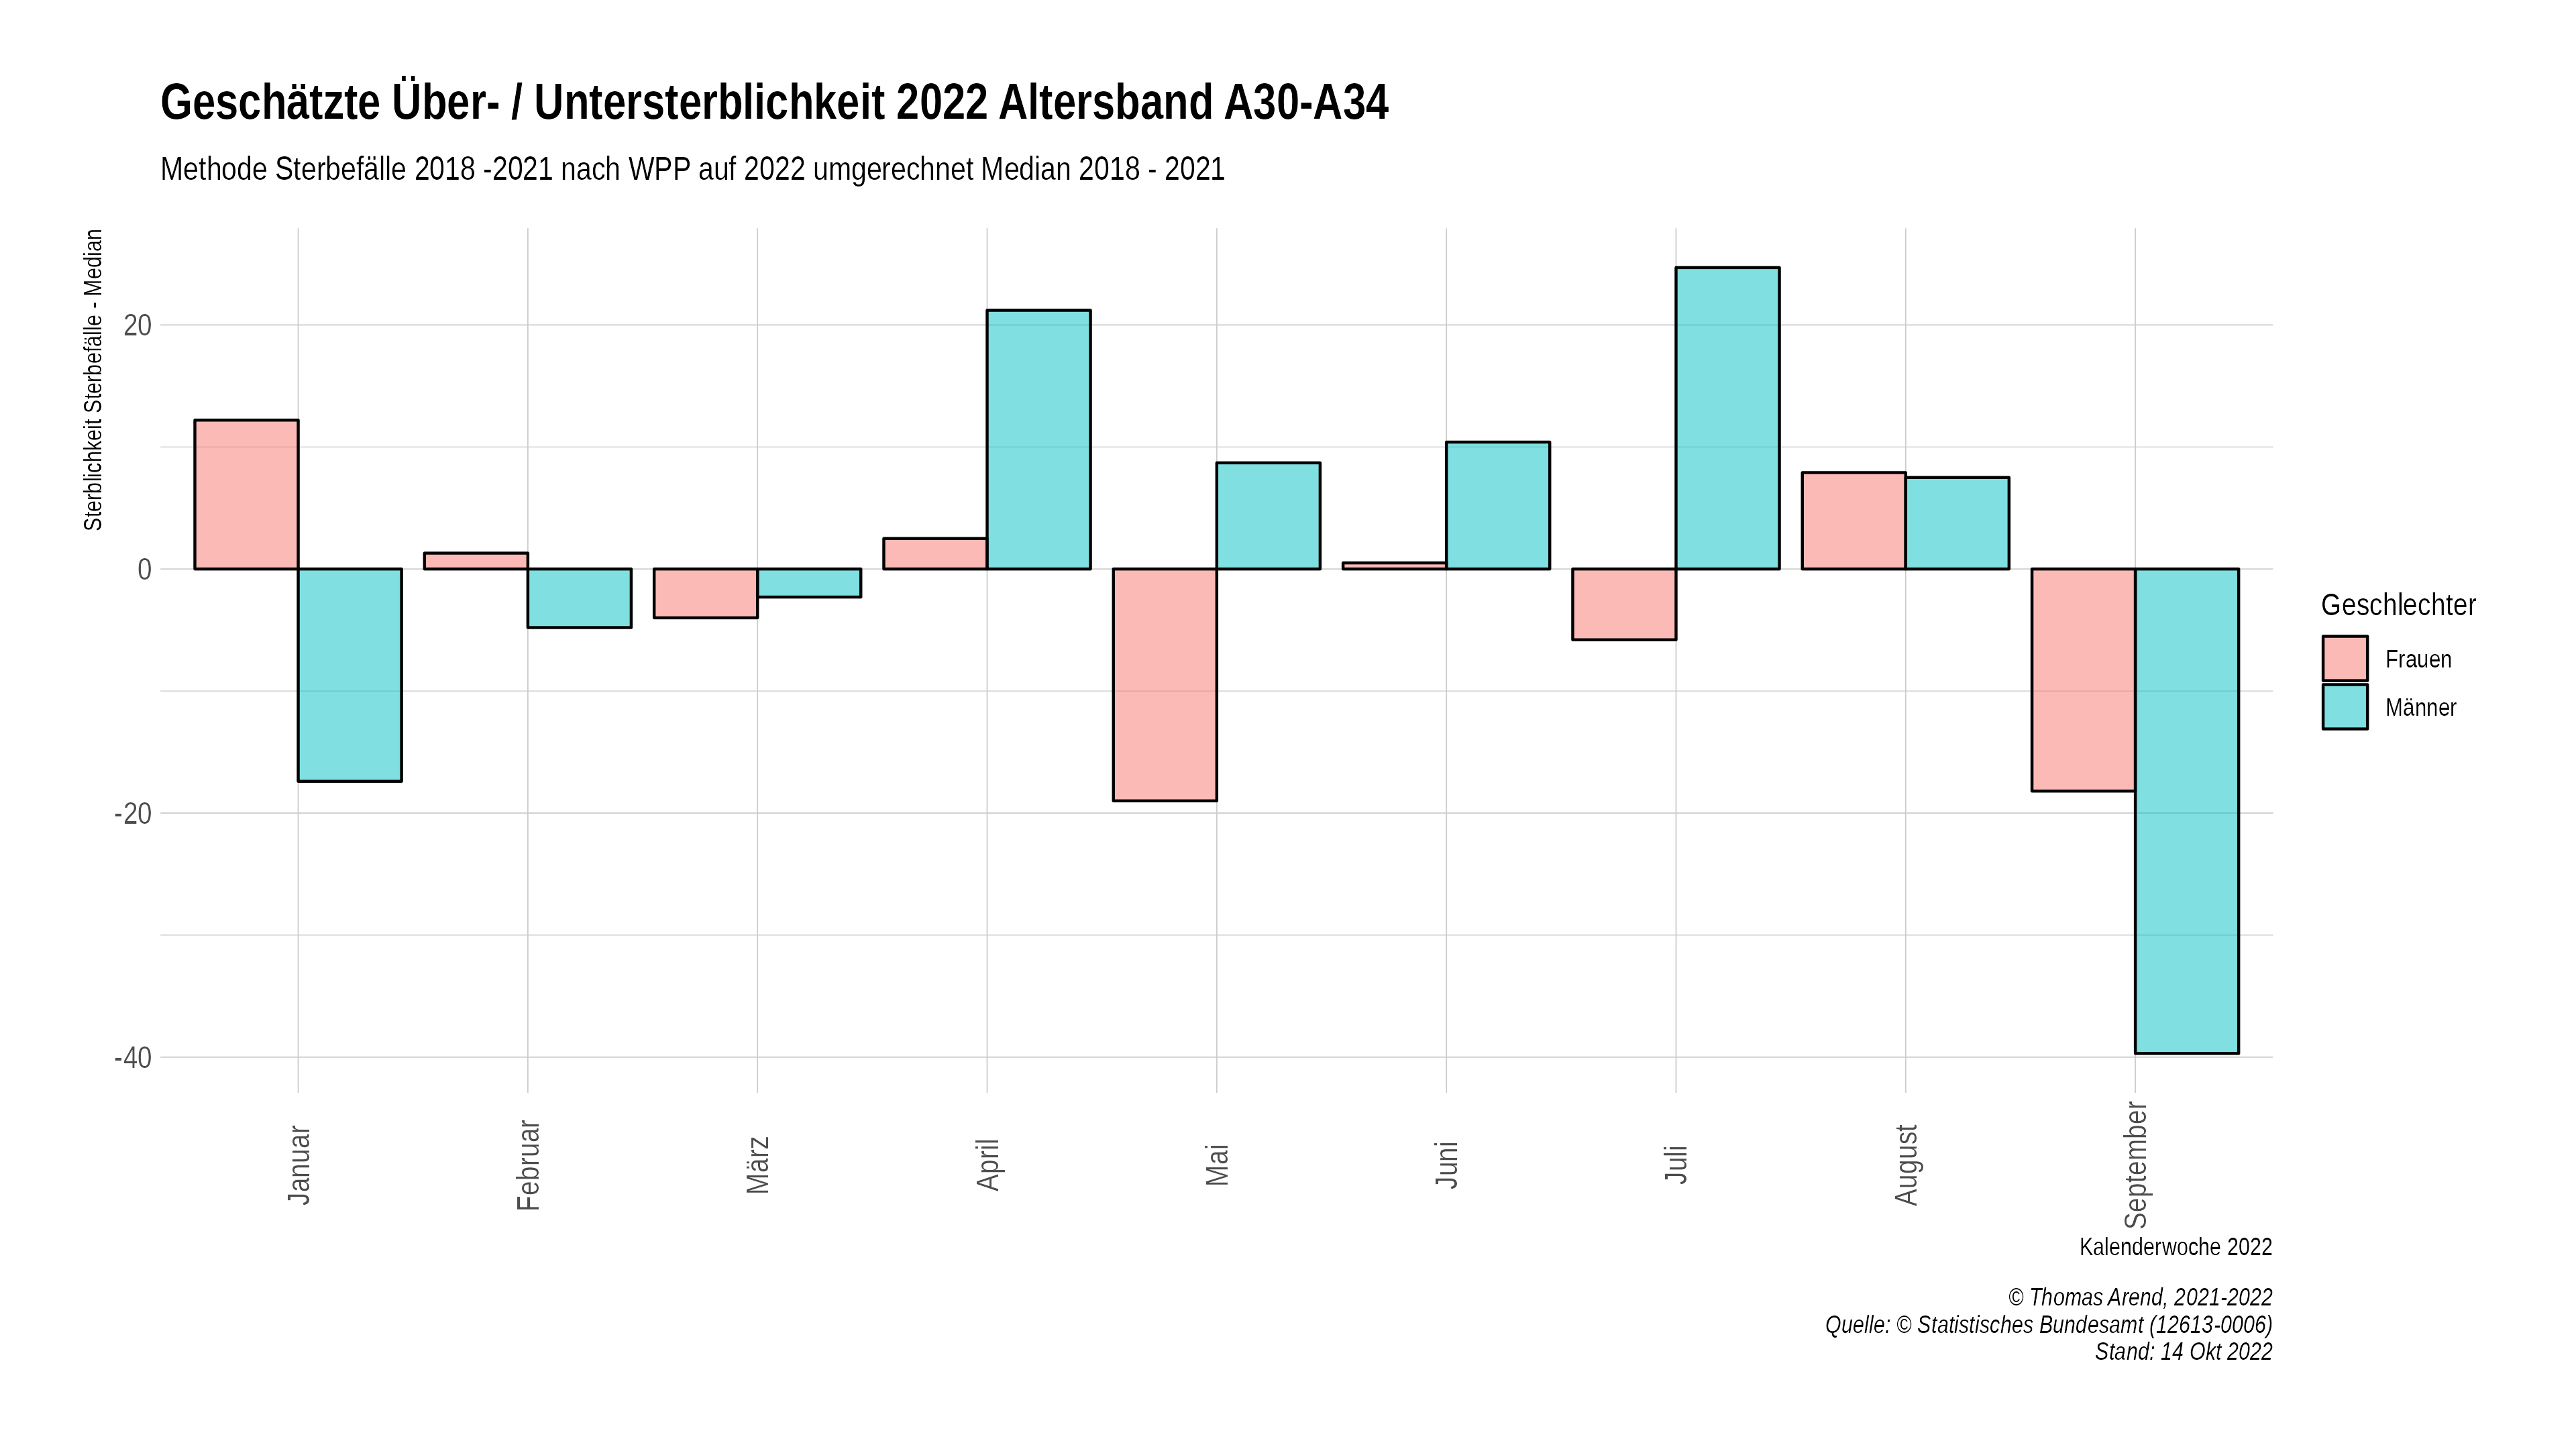 Geschätzte Über- / Untersterblichkeit 2022 Altersband A30-A34
Methode Sterbefälle 2018 -2021 nach WPP auf 2022 umgerechnet Median 2018 - 2021
Sterblichkeit Sterbefälle - Median
20
0
-20
-40
Januar
Februar
März
April
Mai
Juni
Juli
August
September
Kalenderwoche 2022
Geschlechter
Frauen
Männer
© Thomas Arend, 2021-2022
Quelle: © Statistisches Bundesamt (12613-0006)
Stand: 14 Okt 2022